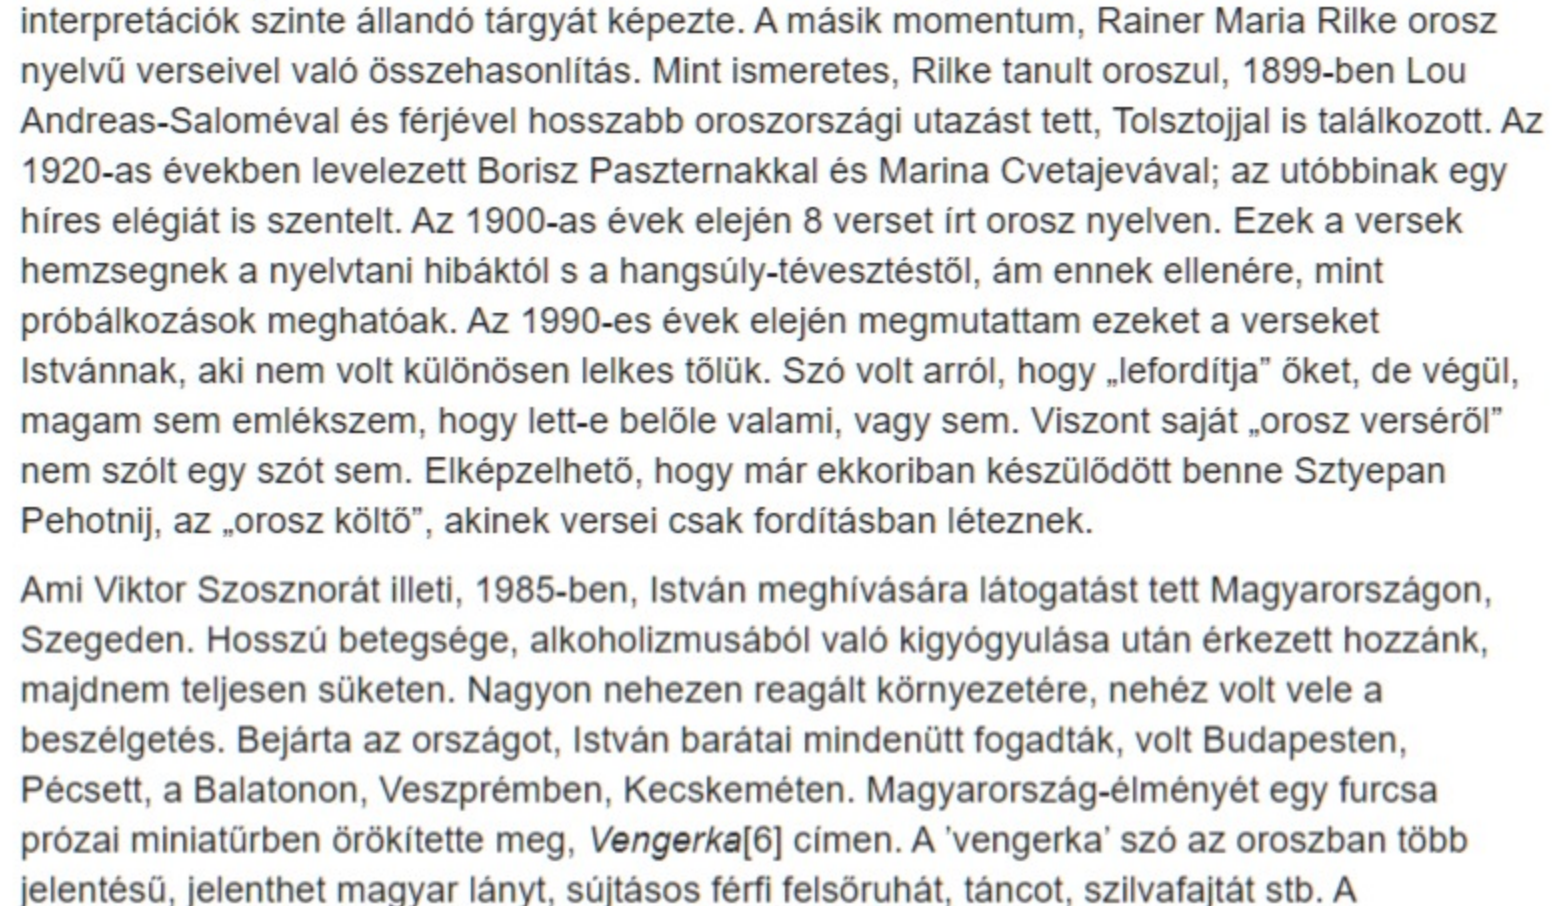 interpretációk szinte állandó tárgyát képezte. A másik momentum, Rainer Maria Rilke orosz
nyelvű verseivel való összehasonlítás. Mint ismeretes, Rilke tanult oroszul, 1899-ben Lou
Andreas-Saloméval és férjével hosszabb oroszországi utazást tett, Tolsztojjal is találkozott. Az
1920-as években levelezett Borisz Paszternakkal és Marina Cvetajevával; az utóbbinak egy
híres elégiát is szentelt. Az 1900-as évek elején 8 verset írt orosz nyelven. Ezek a versek
hemzsegnek a nyelvtani hibáktól s a hangsúly-tévesztéstől, ám ennek ellenére, mint
próbálkozások meghatóak. Az 1990-es évek elején megmutattam ezeket a verseket
Istvánnak, aki nem volt különösen lelkes tőlük. Szó volt arról, hogy „lefordítja” őket, de végül,
magam sem emlékszem, hogy lett-e belőle valami, vagy sem. Viszont saját „orosz verséről”
nem szólt egy szót sem. Elképzelhető, hogy már ekkoriban készülődött benne Sztyepan
Pehotnij, az „orosz költő”, akinek versei csak fordításban léteznek.
Ami Viktor Szosznorát illeti, 1985-ben, István meghívására látogatást tett Magyarországon,
Szegeden. Hosszú betegsége, alkoholizmusából való kigyógyulása után érkezett hozzánk,
majdnem teljesen süketen. Nagyon nehezen reagált környezetére, nehéz volt vele a
beszélgetés. Bejárta az országot, István barátai mindenütt fogadták, volt Budapesten,
Pécsett, a Balatonon, Veszprémben, Kecskeméten. Magyarország-élményét egy furcsa
prózai miniatűrben örökítette meg, Vengerka[6] címen. A ’vengerka’ szó az oroszban több
jelentésű, jelenthet magyar lányt, sújtásos férfi felsőruhát, táncot, szilvafajtát stb. A